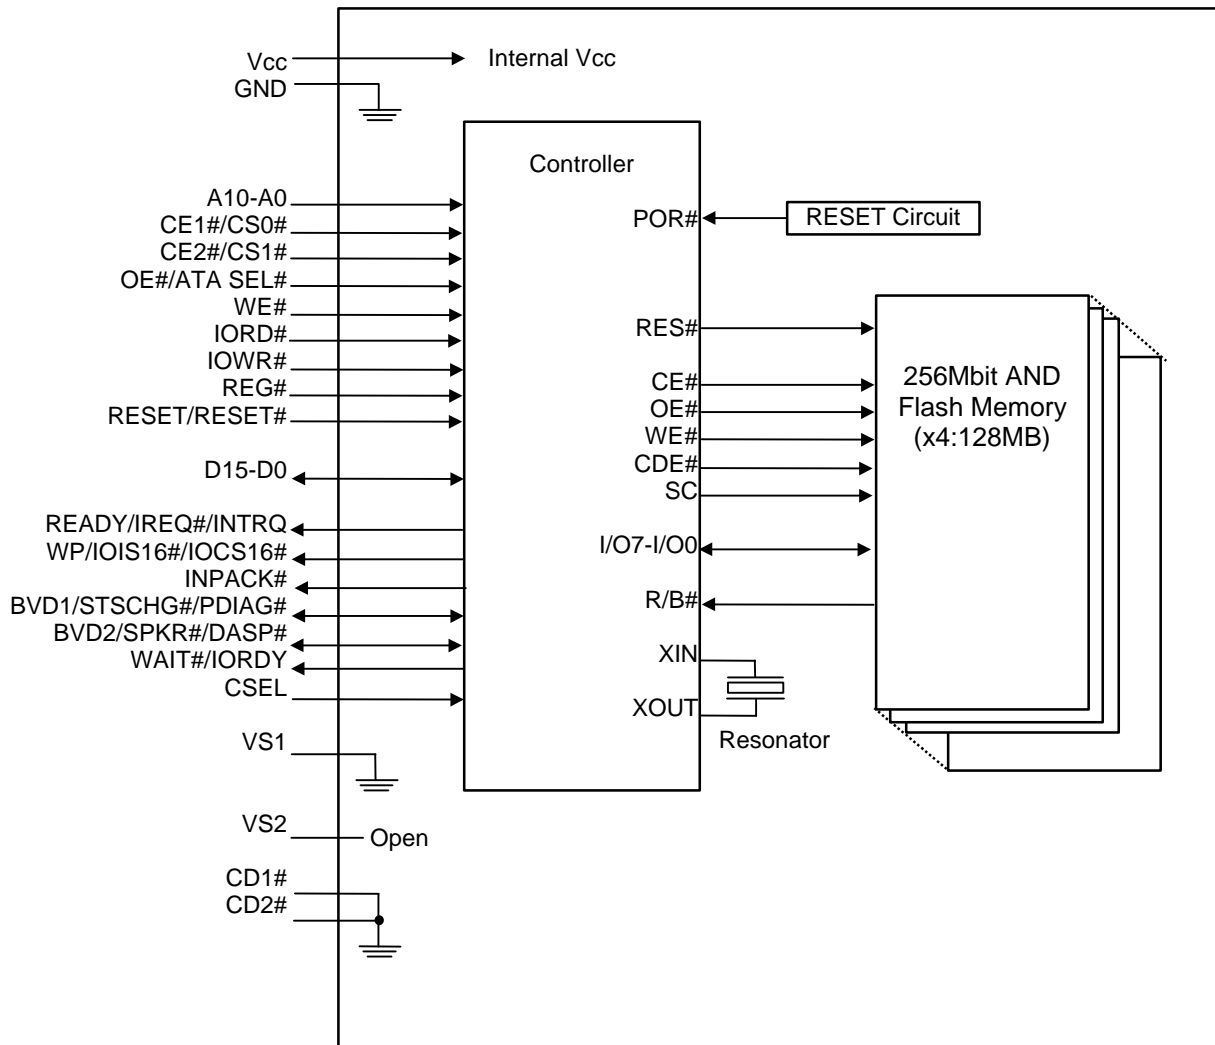 Vcc
Internal Vcc
GND
Controller
A10-A0
CE1#/CS0#
CE2#/CS1#
OE#/ATA SEL#
WE#
IORD#
IOWR#
REG#
RESET/RESET#
D15-D0
READY/IREQ#/INTRQ
WP/IOIS16#/IOCS16#
INPACK#
BVD1/STSCHG#/PDIAG#
BVD2/SPKR#/DASP#
WAIT#/IORDY
CSEL
VS1
VS2
Open
CD1#
CD2#
POR#
RESET Circuit
RES#
CE#
OE#
WE#
CDE#
SC
I/O7-I/O0
R/B#
XIN
XOUT
Resonator
256Mbit AND
Flash Memory
(x4:128MB)